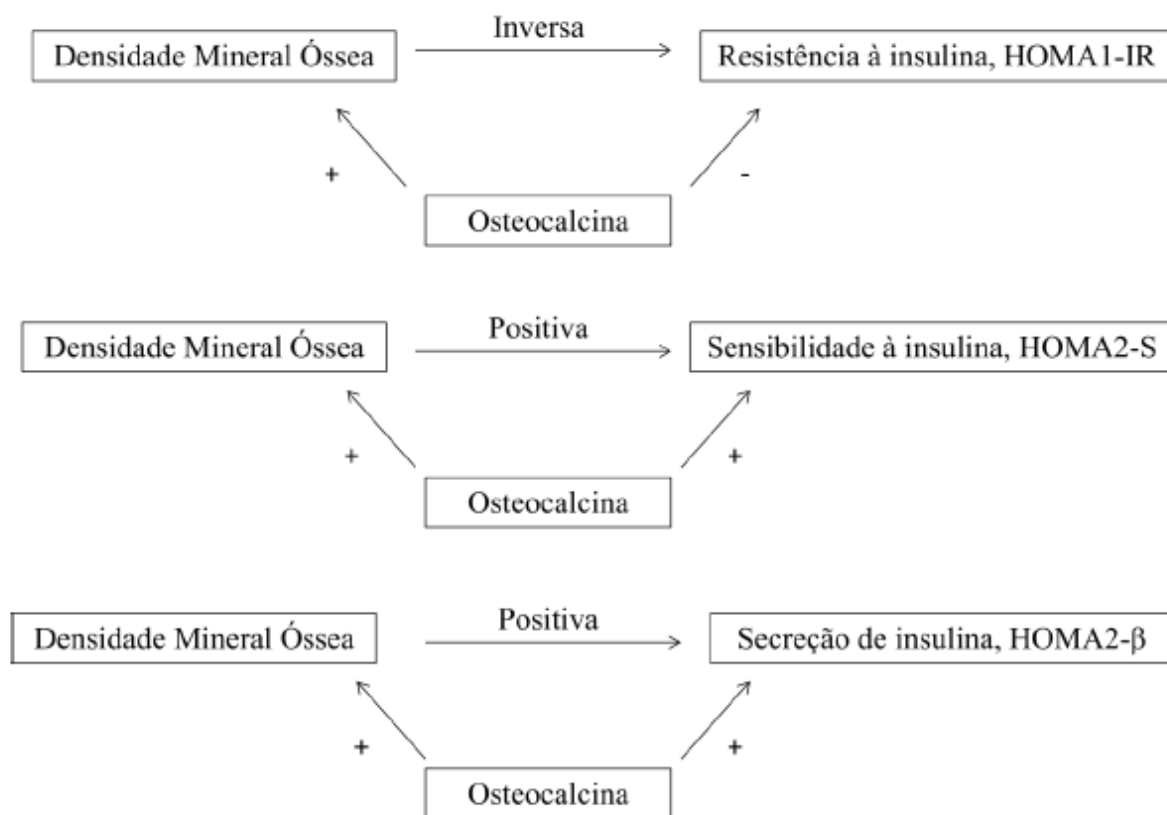 Inversa
Densidade Mineral Óssea
Resistência à insulina, HOMA1-IR
+
-
Osteocalcina
Positiva
Densidade Mineral Óssea
Sensibilidade à insulina, HOMA2-S
+
+
Osteocalcina
Positiva
Densidade Mineral Óssea
Secreção de insulina, HOMA2-β
+
+
Osteocalcina